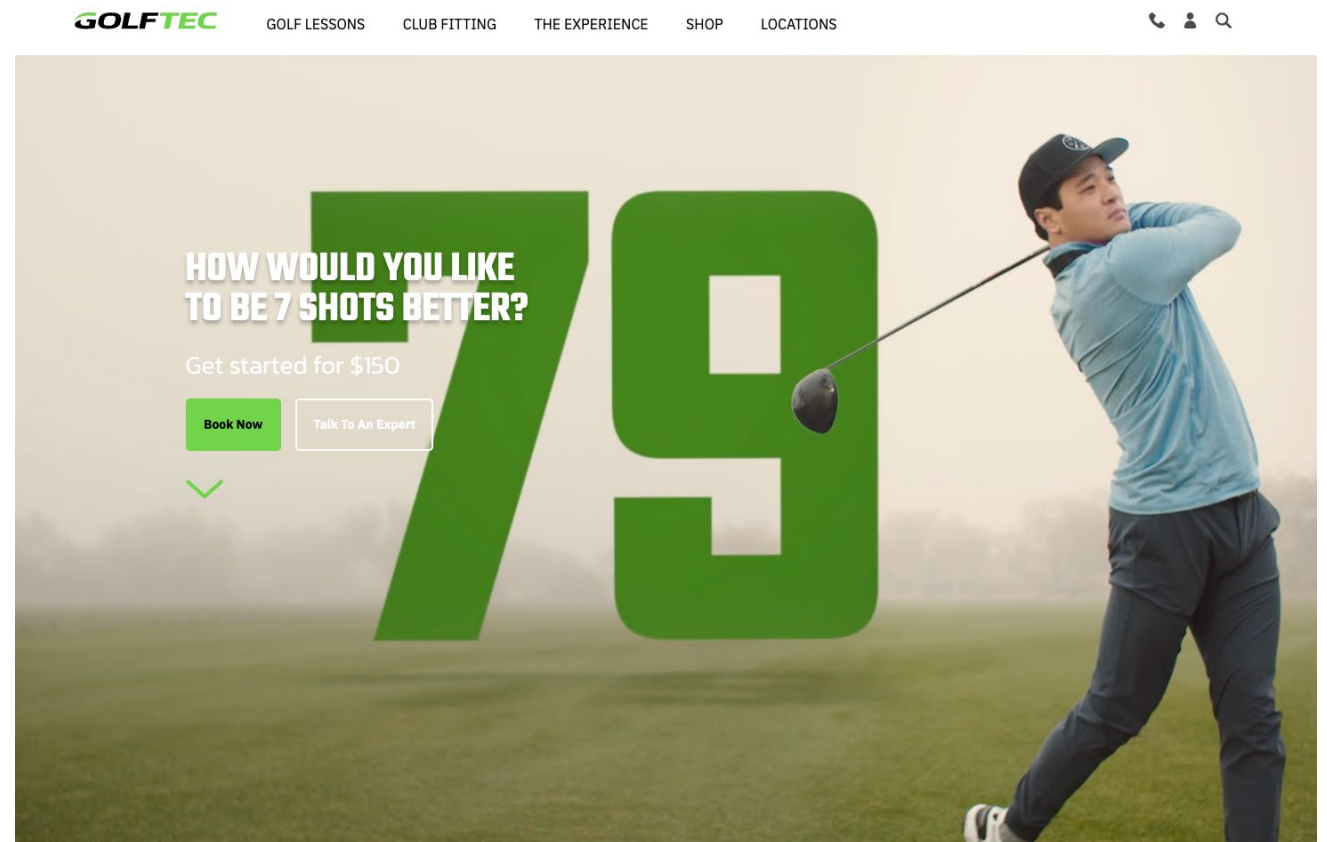 GOLFTEC
GOLF LESSONS CLUB FITTING THE EXPERIENCE SHOP LOCATIONS
79
HOW WOULD YOU LIKE
TO BE 7 SHOTS BETTER?
Get started for $150
Book Now Talk To An Expert